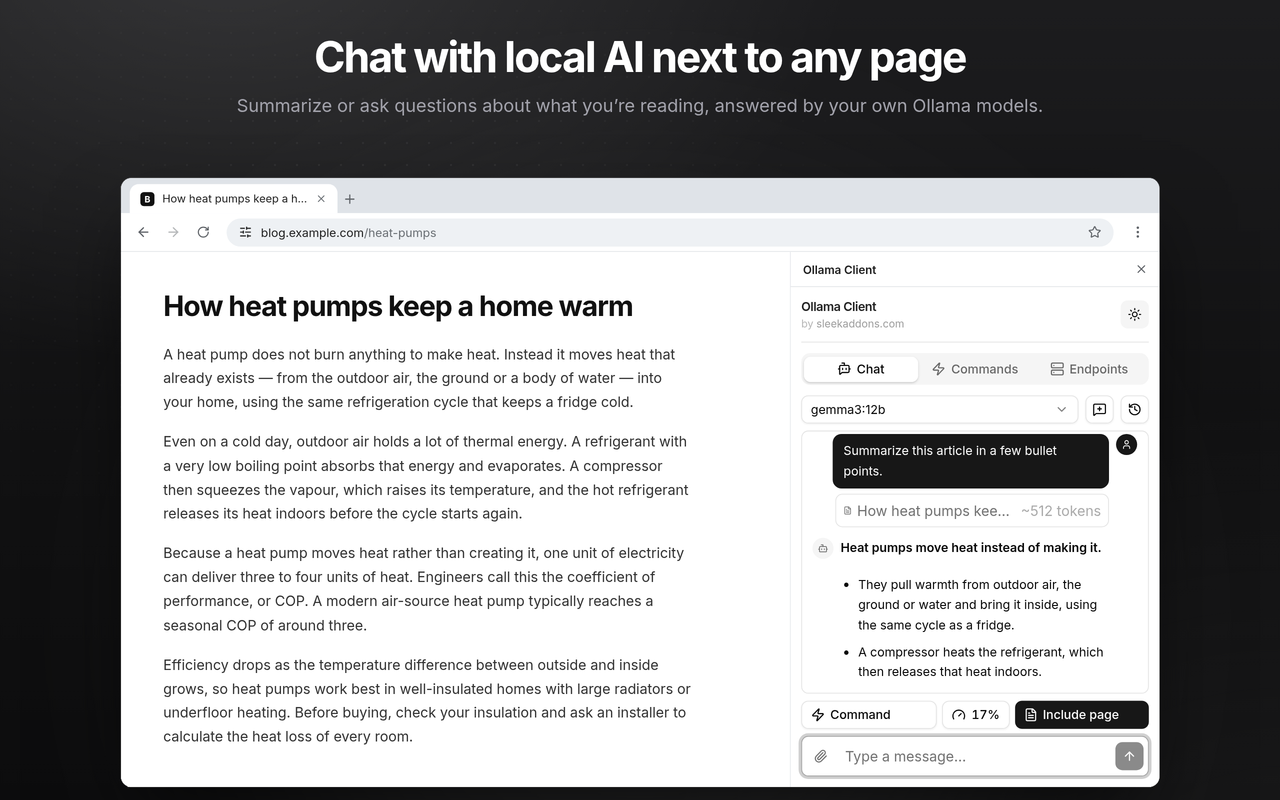 Chat with local AI next to any page
Summarize or ask questions about what you’re reading, answered by your own Ollama models.
B
How heat pumps keep a h...
blog.example.com/heat-pumps
How heat pumps keep a home warm
A heat pump does not burn anything to make heat. Instead it moves heat that
already exists — from the outdoor air, the ground or a body of water — into
your home, using the same refrigeration cycle that keeps a fridge cold.
Even on a cold day, outdoor air holds a lot of thermal energy. A refrigerant with
a very low boiling point absorbs that energy and evaporates. A compressor
then squeezes the vapour, which raises its temperature, and the hot refrigerant
releases its heat indoors before the cycle starts again.
Because a heat pump moves heat rather than creating it, one unit of electricity
can deliver three to four units of heat. Engineers call this the coefficient of
performance, or COP. A modern air-source heat pump typically reaches a
seasonal COP of around three.
Efficiency drops as the temperature difference between outside and inside
grows, so heat pumps work best in well-insulated homes with large radiators or
underfloor heating. Before buying, check your insulation and ask an installer to
calculate the heat loss of every room.
Ollama Client
Ollama Client
by sleekaddons.com
Chat Commands Endpoints
gemma3:12b
Summarize this article in a few bullet
points.
How heat pumps kee... ~512 tokens
Heat pumps move heat instead of making it.
• They pull warmth from outdoor air, the
ground or water and bring it inside, using
the same cycle as a fridge.
• A compressor heats the refrigerant, which
then releases that heat indoors.
Command 17% Include page
Type a message...